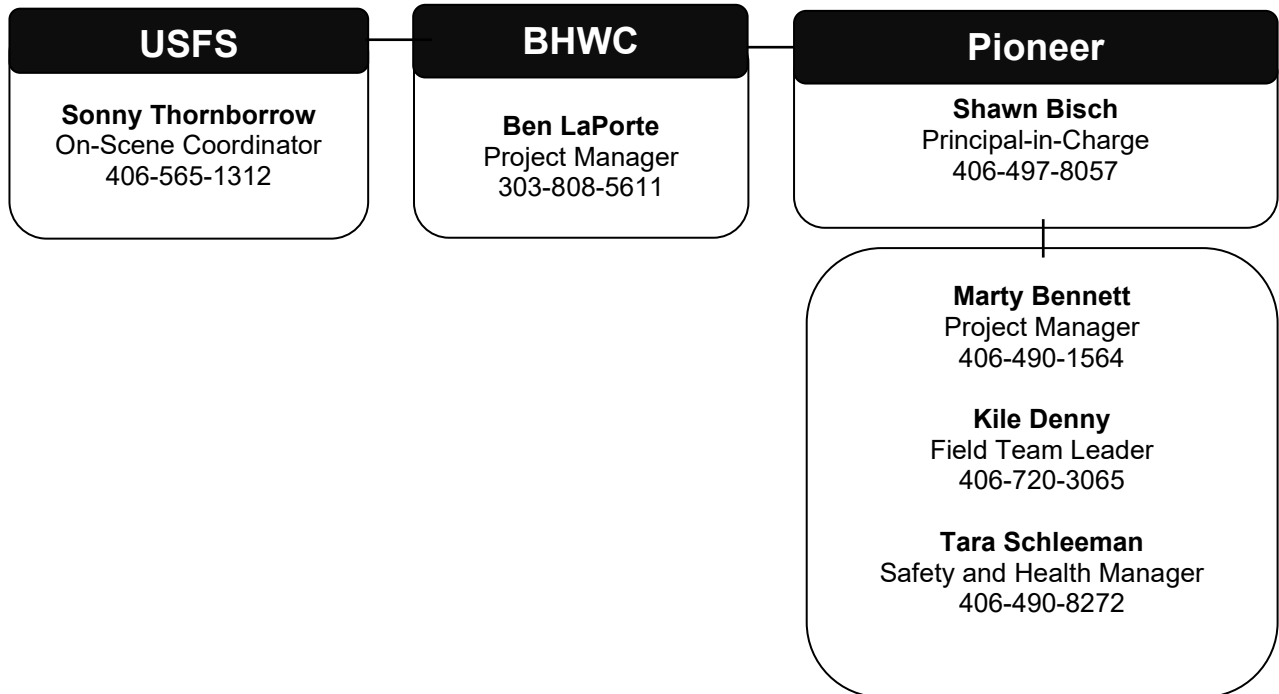 USFS
Sonny Thornborrow
On-Scene Coordinator
406-565-1312
BHWC
Ben LaPorte
Project Manager
303-808-5611
Pioneer
Shawn Bisch
Principal-in-Charge
406-497-8057
Marty Bennett
Project Manager
406-490-1564
Kile Denny
Field Team Leader
406-720-3065
Tara Schleeman
Safety and Health Manager
406-490-8272